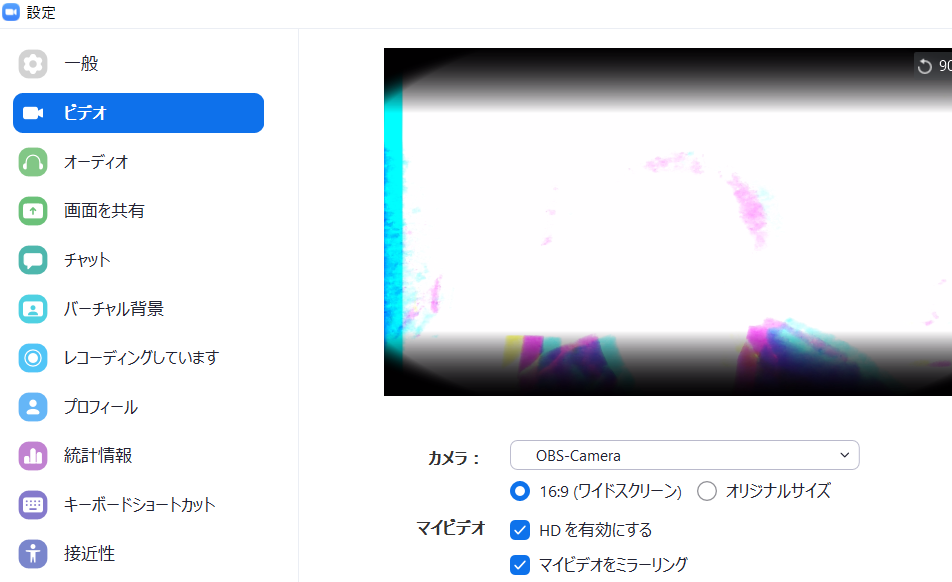 設定
一般
ビデオ
オーディオ
画面を共有
チャット
バーチャル背景
レコーディングしています
プロフィール
統計情報
キーボードショートカット
接近性
90
カメラ：
OBS-Camera
16:9 (ワイドスクリーン) オリジナルサイズ
マイビデオ
HD を有効にする
マイビデオをミラーリング